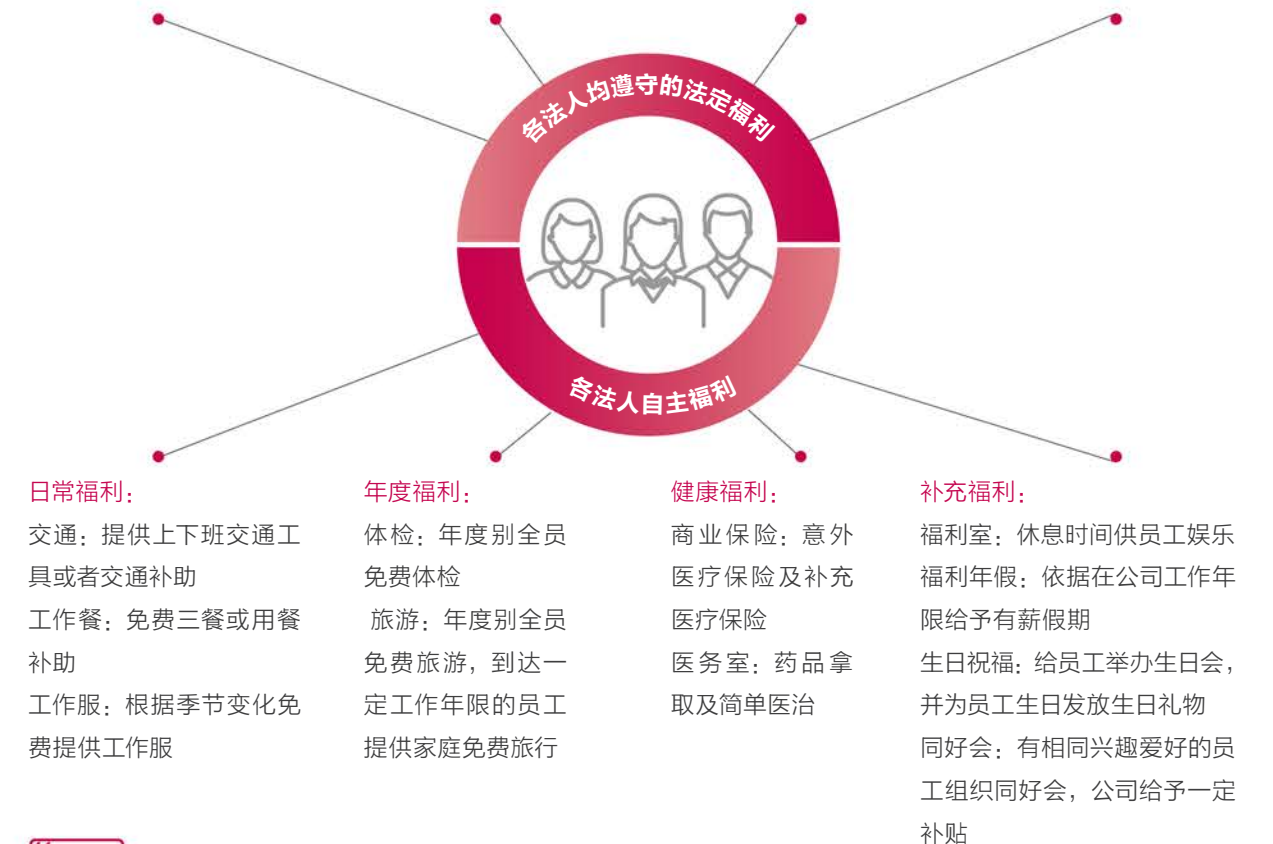 各法人均遵守的法定福利
各法人自主福利
日常福利：
交通：提供上下班交通工
具或者交通补助
工作餐：免费三餐或用餐
补助
工作服：根据季节变化免
费提供工作服
年度福利：
体检：年度别全员
免费体检
旅游：年度别全员
免费旅游，到达一
定工作年限的员工
提供家庭免费旅行
健康福利：
商业保险：意外
医疗保险及补充
医疗保险
医务室：药品拿
取及简单医治
补充福利：
福利室：休息时间供员工娱乐
福利年假：依据在公司工作年
限给予有薪假期
生日祝福：给员工举办生日会，
并为员工生日发放生日礼物
同好会：有相同兴趣爱好的员
工组织同好会，公司给予一定
补贴